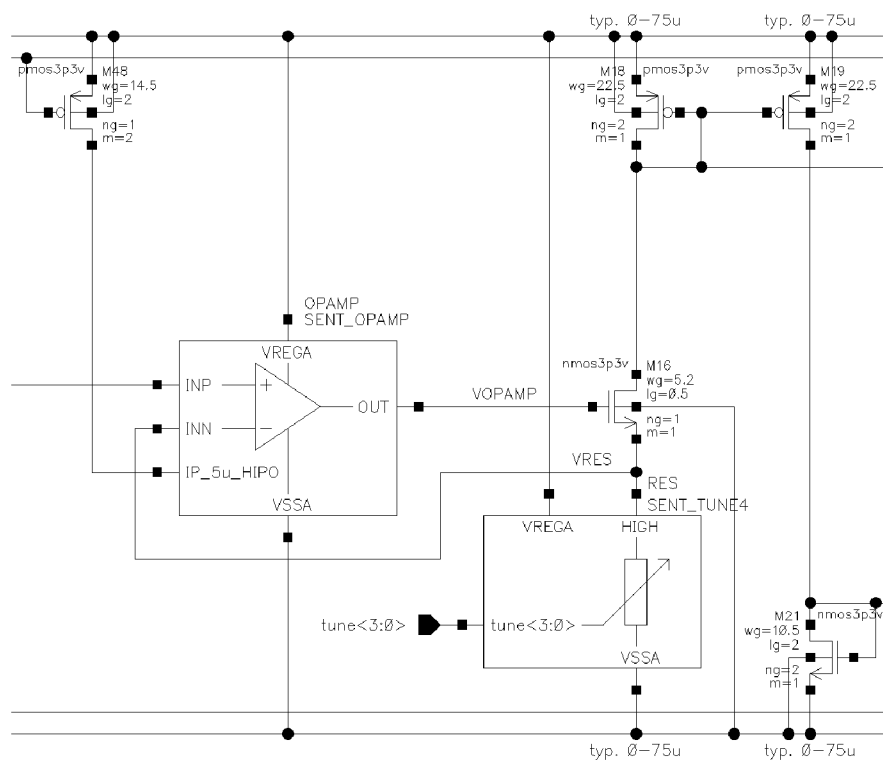 typ. Ø-75u
typ. Ø-75u
pmos3p3v
M48
wg=14.5
lg=2
ng=1
m=2
M18
pmos3p3v
wg=22.5
lg=2
ng=2
m=1
pmos3p3v
M19
wg=22.5
lg=2
ng=2
m=1
OPAMP
SENT_OPAMP
VREGA
INP
+
OUT
INN
−
IP_5u_HIPO
VSSA
VOPAMP
nmos3p3v
M16
wg=5.2
lg=Ø.5
ng=1
m=1
VRES
RES
SENT_TUNE4
VREGA
HIGH
tune<3:Ø>
tune<3:Ø>
VSSA
M21
nmos3p3v
wg=1Ø.5
lg=2
ng=2
m=1
typ. Ø-75u
typ. Ø-75u